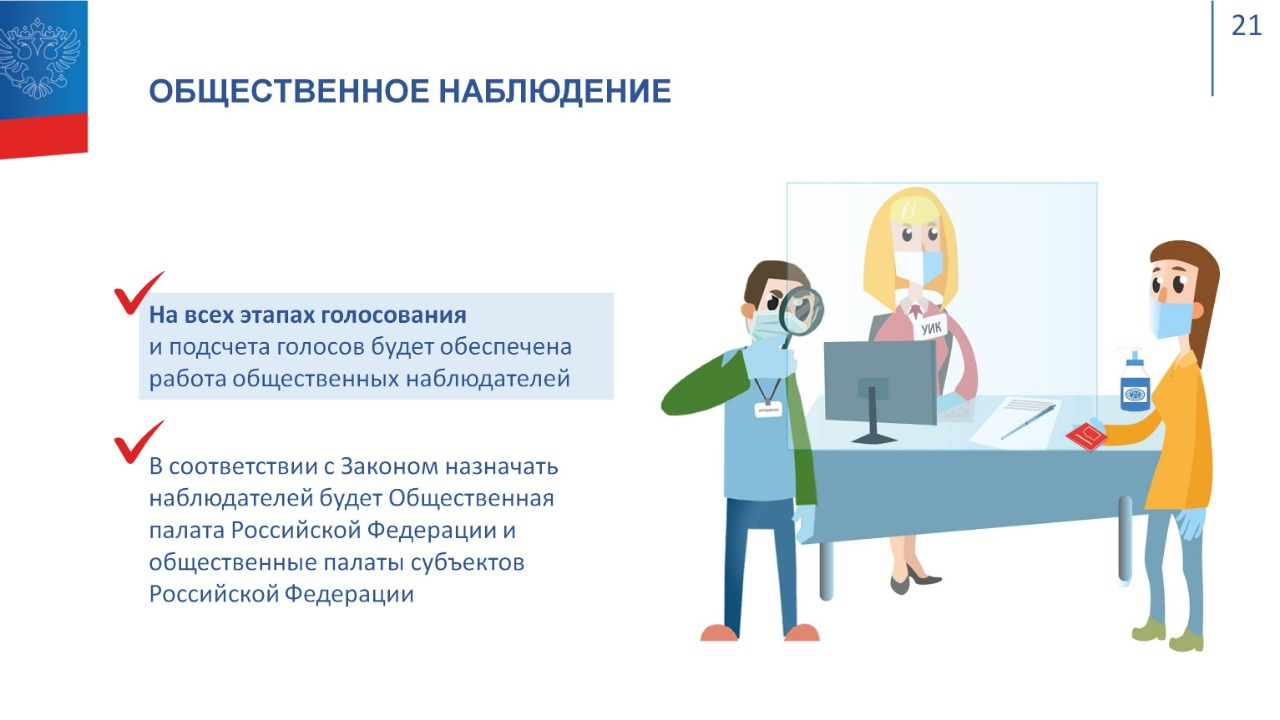 21
ОБЩЕСТВЕННОЕ НАБЛЮДЕНИЕ
На всех этапах голосования
и подсчета голосов будет обеспечена
работа общественных наблюдателей
В соответствии с Законом назначать
наблюдателей будет Общественная
палата Российской Федерации и
общественные палаты субъектов
Российской Федерации
УИК